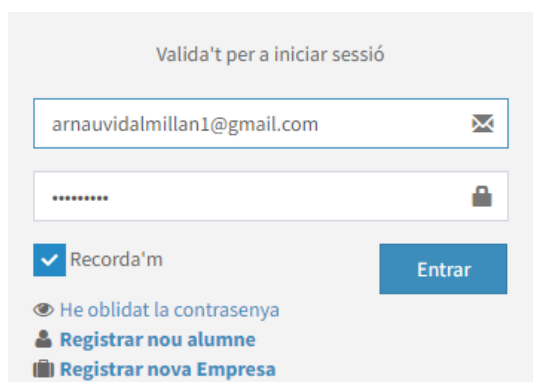 Valida't per a iniciar sessió
arnauvidalmillan1@gmail.com
•••••••••
Recorda'm
Entrar
He oblidat la contrasenya
Registrar nou alumne
Registrar nova Empresa